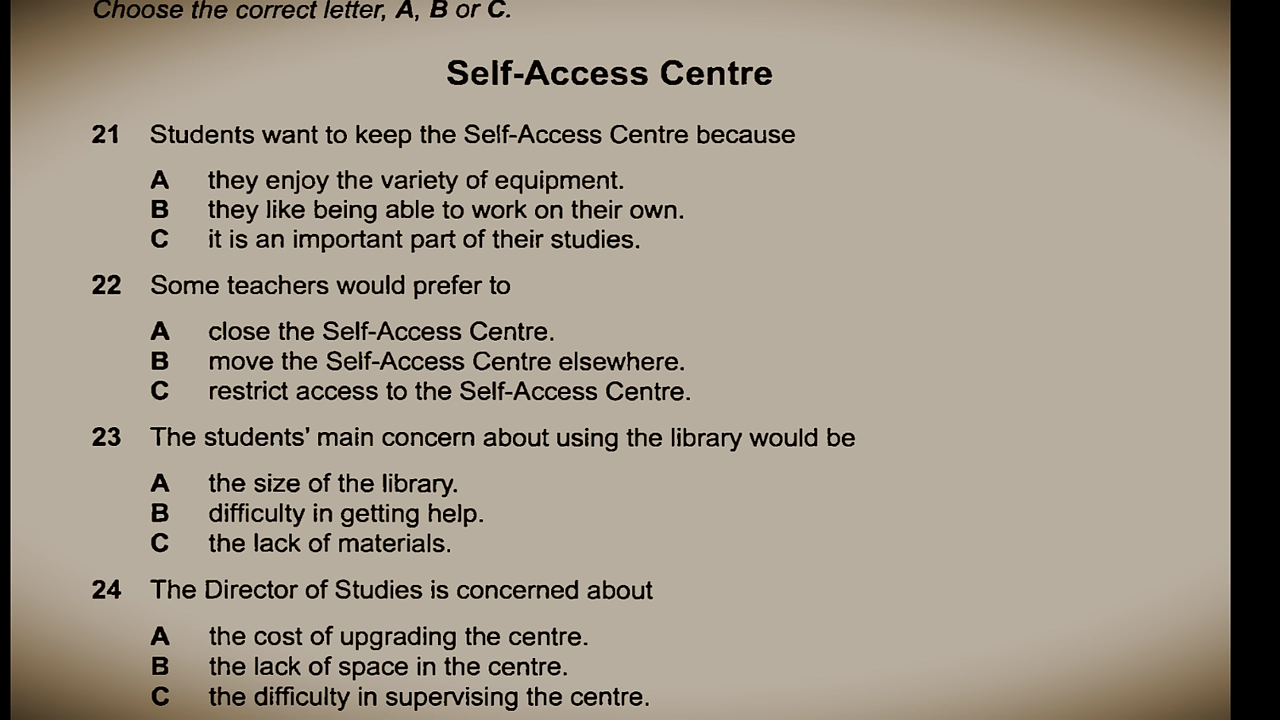 Choose the correct letter, A, B or C.
Self-Access Centre
21 Students want to keep the Self-Access Centre because
A they enjoy the variety of equipment.
B they like being able to work on their own.
C it is an important part of their studies.
22 Some teachers would prefer to
A close the Self-Access Centre.
B move the Self-Access Centre elsewhere.
C restrict access to the Self-Access Centre.
23 The students' main concern about using the library would be
A the size of the library.
B difficulty in getting help.
C the lack of materials.
24 The Director of Studies is concerned about
A the cost of upgrading the centre.
B the lack of space in the centre.
C the difficulty in supervising the centre.